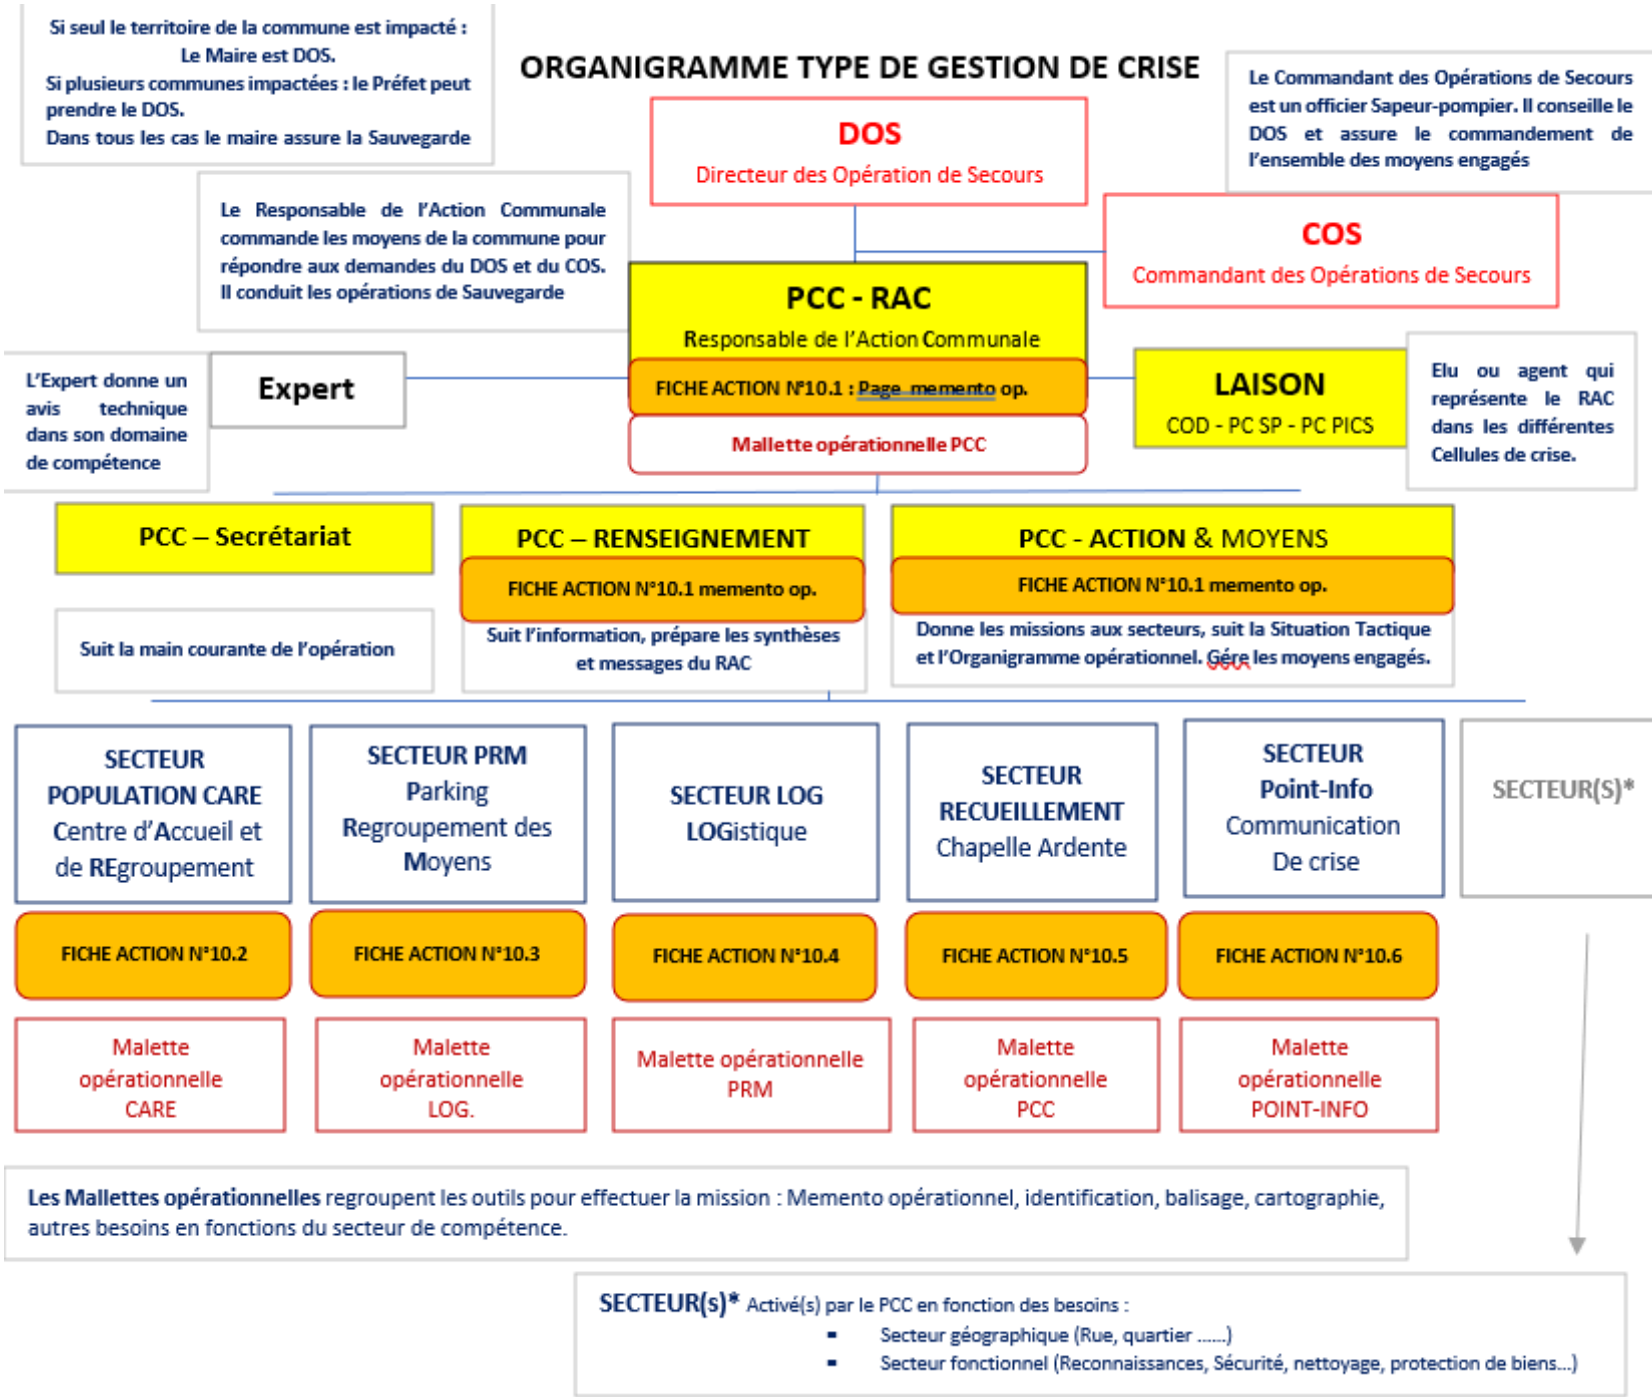 Si seul le territoire de la commune est impacté :
Le Maire est DOS.
Si plusieurs communes impactées : le Préfet peut
prendre le DOS.
Dans tous les cas le maire assure la Sauvegarde
ORGANIGRAMME TYPE DE GESTION DE CRISE
Le Commandant des Opérations de Secours
est un officier Sapeur-pompier. Il conseille le
DOS et assure le commandement de
l'ensemble des moyens engagés
DOS
Directeur des Opération de Secours
Le Responsable de l'Action Communale
commande les moyens de la commune pour
répondre aux demandes du DOS et du COS.
Il conduit les opérations de Sauvegarde
COS
Commandant des Opérations de Secours
PCC - RAC
Responsable de l'Action Communale
FICHE ACTION N°10.1 : Page memento op.
Mallette opérationnelle PCC
L'Expert donne un
avis technique
dans son domaine
de compétence
Expert
LAISON
COD - PC SP - PC PICS
Elu ou agent qui
représente le RAC
dans les différentes
Cellules de crise.
PCC – Secrétariat
Suit la main courante de l'opération
PCC – RENSEIGNEMENT
FICHE ACTION N°10.1 memento op.
Suit l'information, prépare les synthèses
et messages du RAC
PCC - ACTION & MOYENS
FICHE ACTION N°10.1 memento op.
Donne les missions aux secteurs, suit la Situation Tactique
et l'Organigramme opérationnel. Gére les moyens engagés.
SECTEUR
POPULATION CARE
Centre d'Accueil et
de REgroupement
FICHE ACTION N°10.2
Malette
opérationnelle
CARE
SECTEUR PRM
Parking
Regroupement des
Moyens
FICHE ACTION N°10.3
Malette
opérationnelle
LOG.
SECTEUR LOG
LOGistique
FICHE ACTION N°10.4
Malette opérationnelle
PRM
SECTEUR
RECUEILLEMENT
Chapelle Ardente
FICHE ACTION N°10.5
Malette
opérationnelle
PCC
SECTEUR
Point-Info
Communication
De crise
FICHE ACTION N°10.6
Malette
opérationnelle
POINT-INFO
SECTEUR(S)*
Les Mallettes opérationnelles regroupent les outils pour effectuer la mission : Memento opérationnel, identification, balisage, cartographie,
autres besoins en fonctions du secteur de compétence.
SECTEUR(s)* Activé(s) par le PCC en fonction des besoins :
▪ Secteur géographique (Rue, quartier ......)
▪ Secteur fonctionnel (Reconnaissances, Sécurité, nettoyage, protection de biens...)